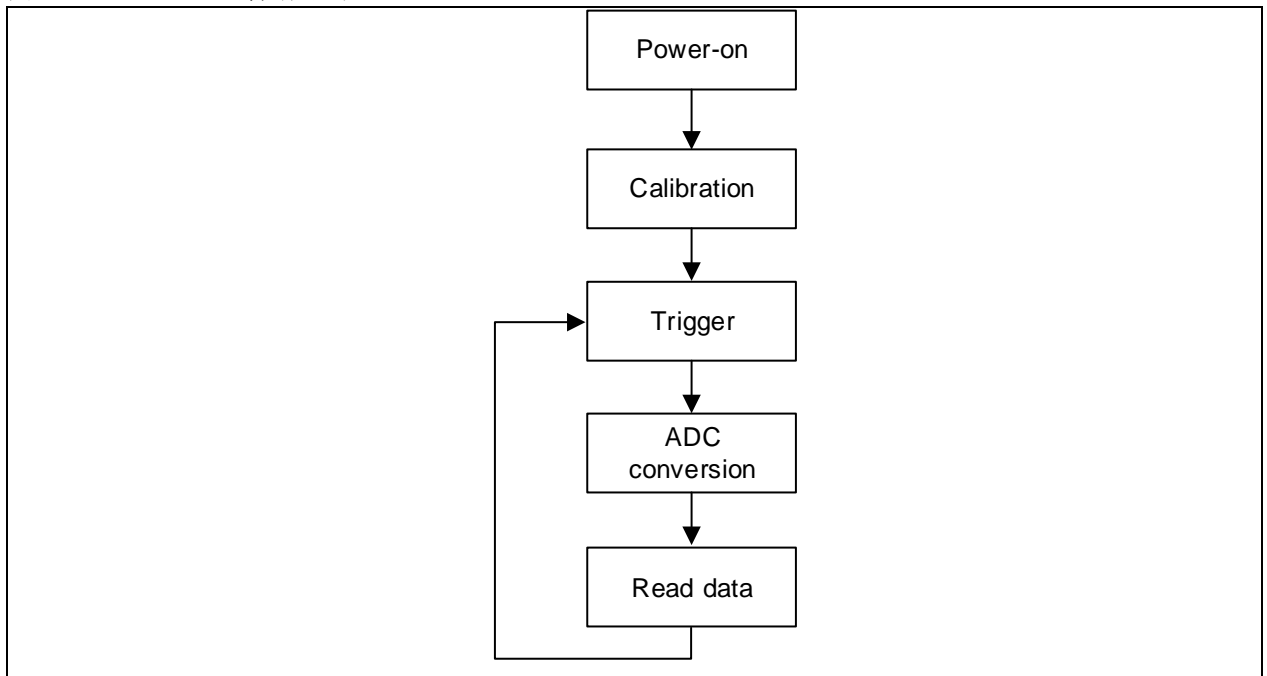 Power-on
Calibration
Trigger
ADC
conversion
Read data